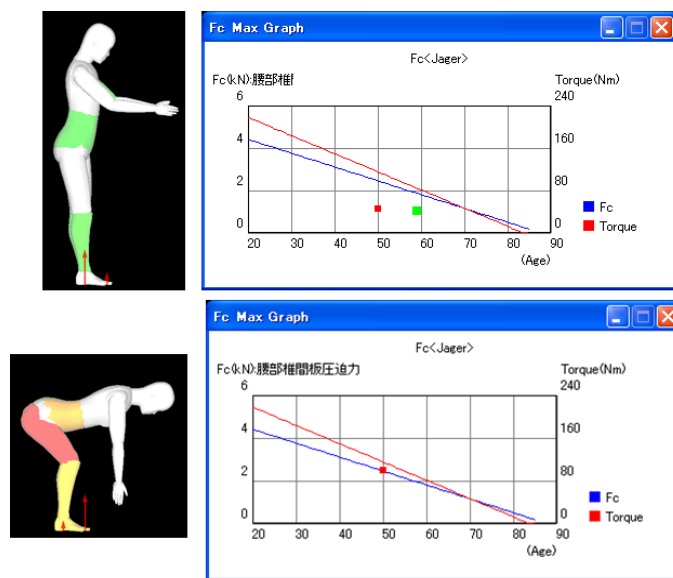 Fc Max Graph
Fc<Jager>
Fc(kN):腰部椎 Torque(Nm)
6 240
4 160
2 80
0 0
20 30 40 50 60 70 80 90
(Age)
Fc
Torque
Fc Max Graph
Fc<Jager>
Fc(kN):腰部椎間板圧迫力 Torque(Nm)
6 240
4 160
2 80
0 0
20 30 40 50 60 70 80 90
(Age)
Fc
Torque